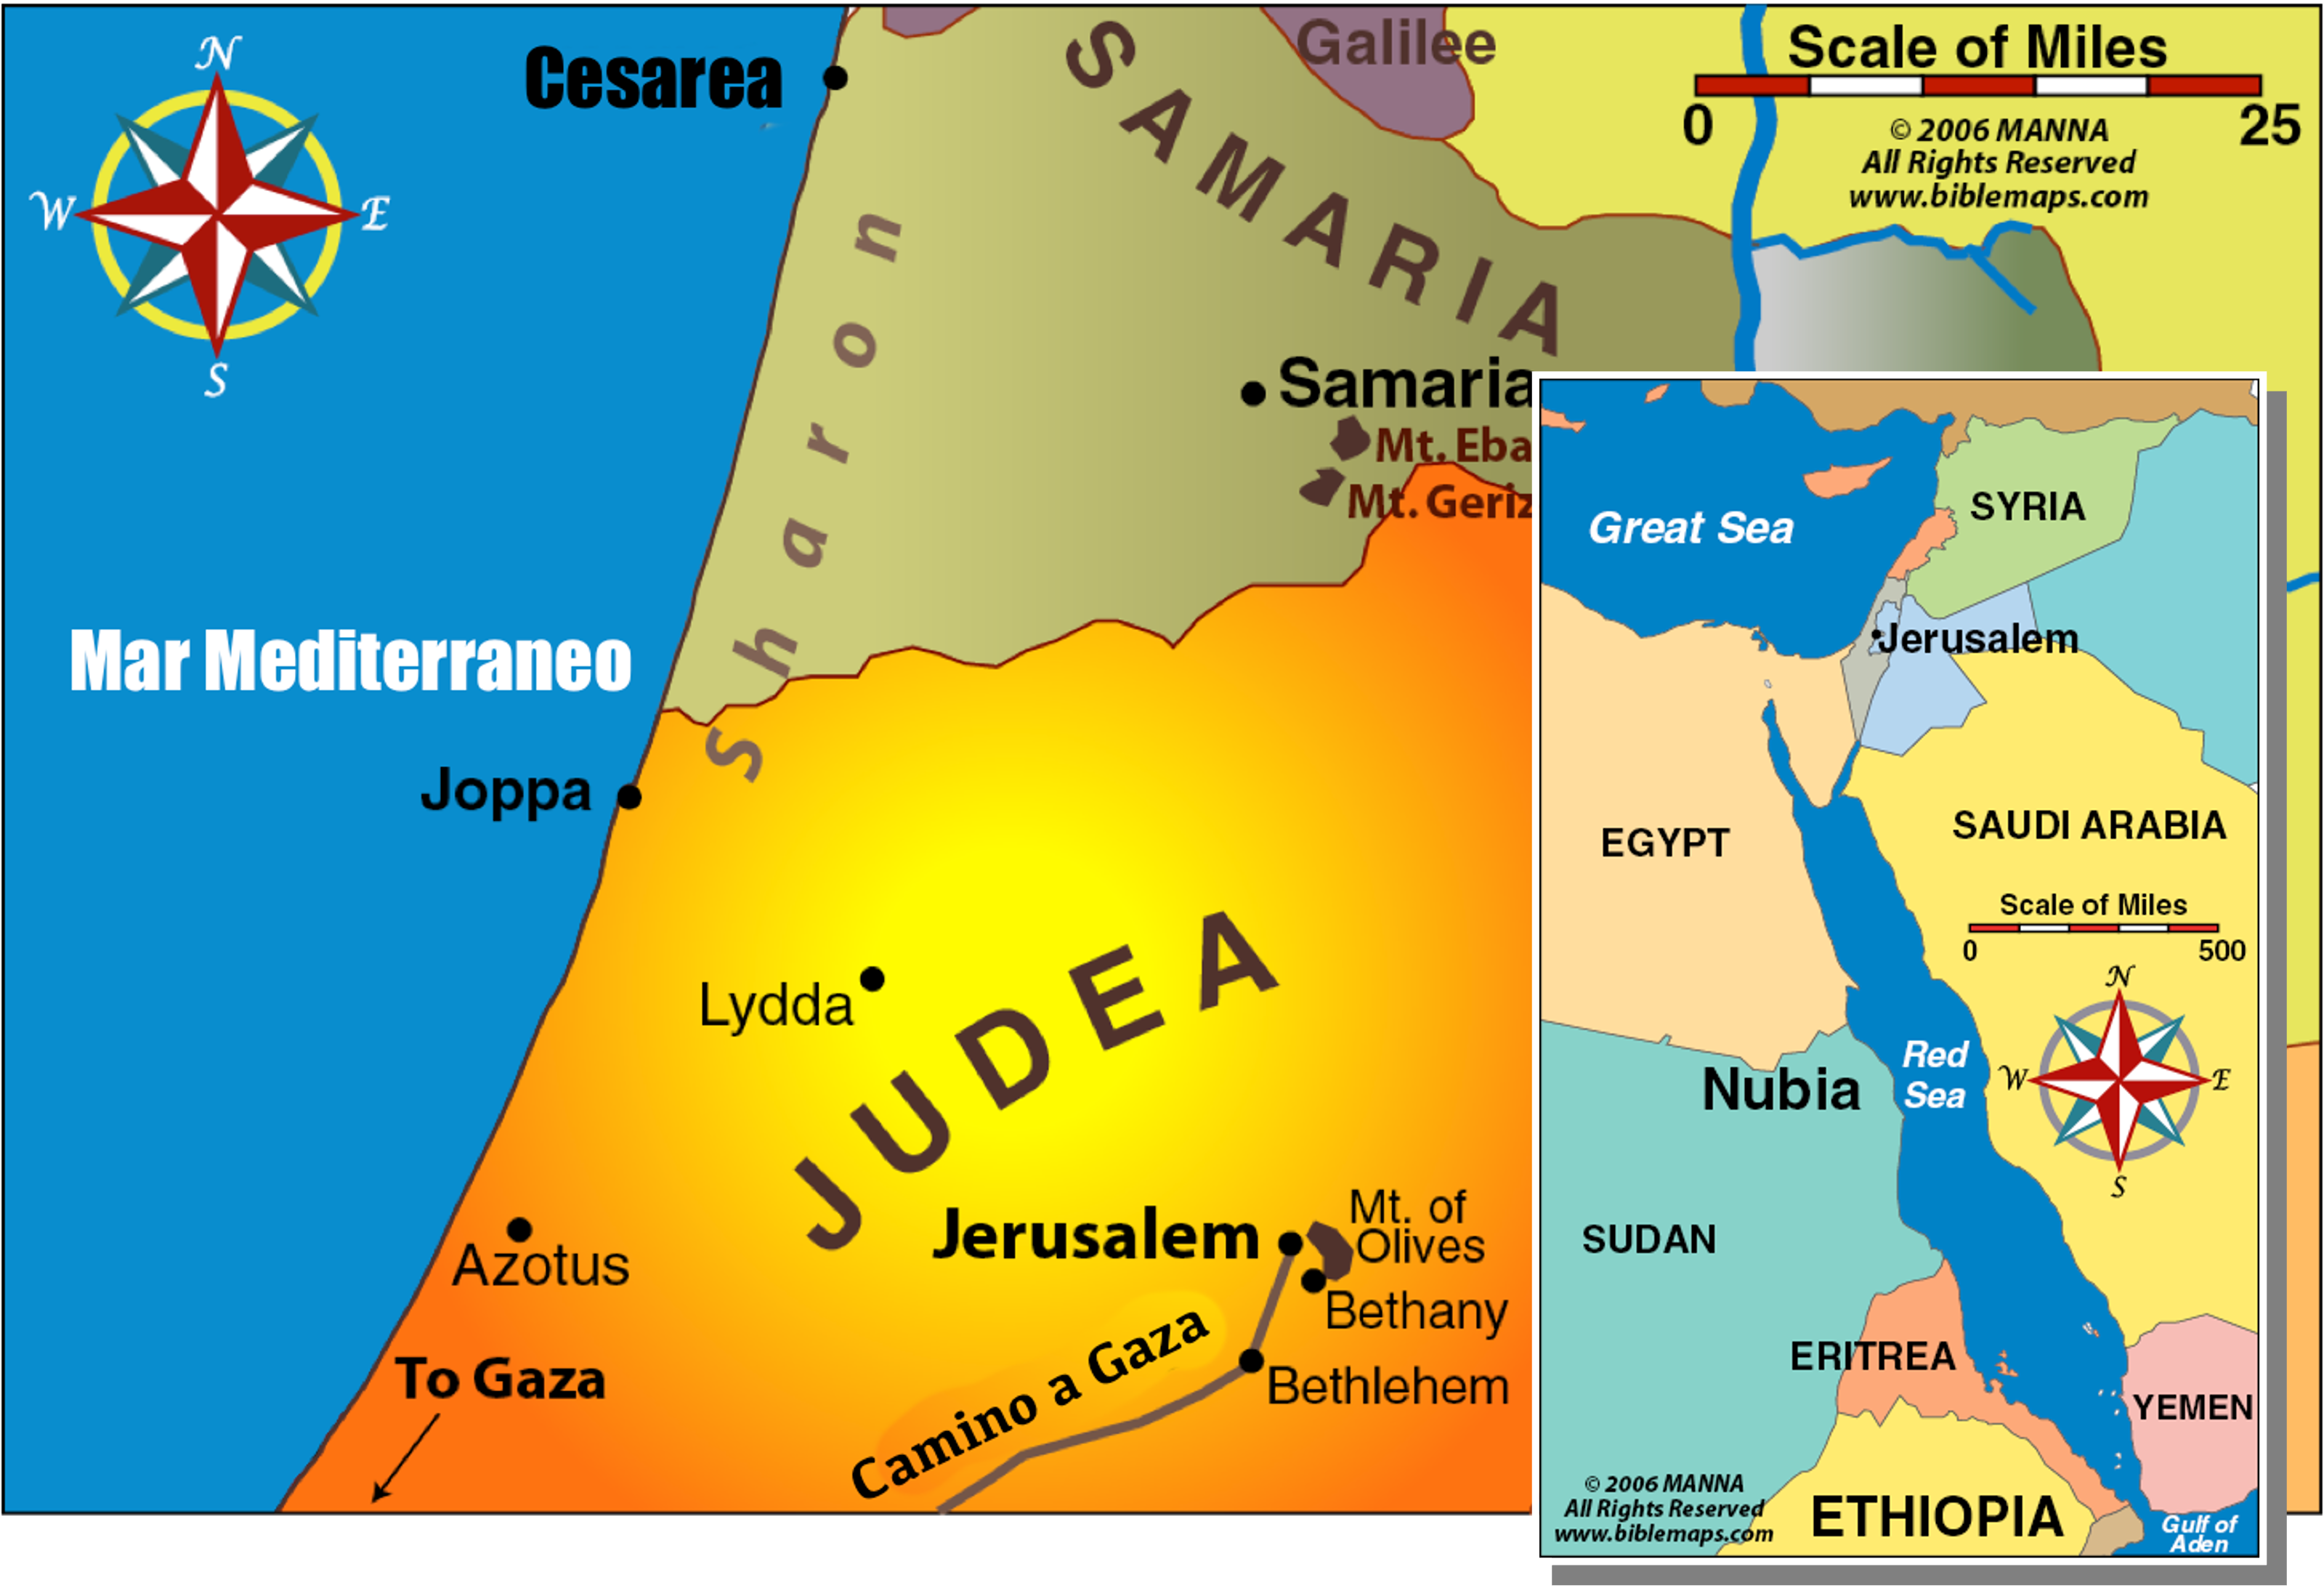 N
W
E
S
Cesarea
SAMARIA
Galilee
Scale of Miles
0
25
© 2006 MANNA
All Rights Reserved
www.biblemaps.com
Sharon
Samaria
Mt. Eba
Mt. Geriz
Mar Mediterraneo
Joppa
Lydda
JUDEA
Azotus
Jerusalem
Mt. of
Olives
Bethany
Bethlehem
Camino a Gaza
To Gaza
Great Sea
SYRIA
Jerusalem
EGYPT
SAUDI ARABIA
Scale of Miles
0
500
N
W
E
S
Red
Sea
Nubia
SUDAN
ERITREA
YEMEN
© 2006 MANNA
All Rights Reserved
www.biblemaps.com
ETHIOPIA
Gulf of
Aden